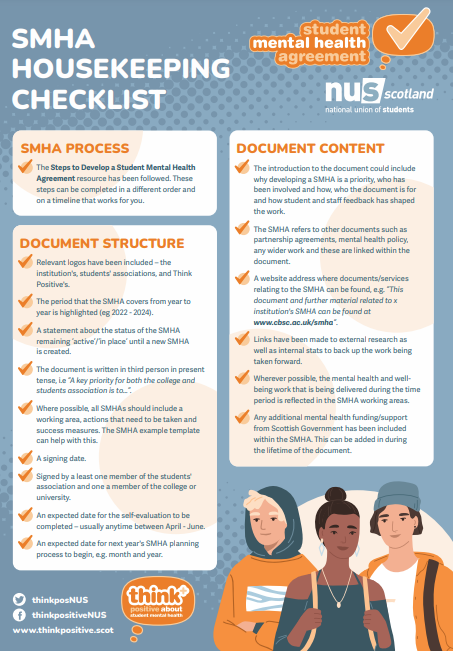 SMHA
HOUSEKEEPING
CHECKLIST
student
mental health
agreement
nus scotland
national union of students
SMHA PROCESS
The Steps to Develop a Student Mental Health
Agreement resource has been followed. These
steps can be completed in a different order and
on a timeline that works for you.
DOCUMENT STRUCTURE
Relevant logos have been included – the
institution's, students' associations, and Think
Positive's.
The period that the SMHA covers from year to
year is highlighted (eg 2022 - 2024).
A statement about the status of the SMHA
remaining 'active'/'in place' until a new SMHA
is created.
The document is written in third person in present
tense, i.e "A key priority for both the college and
students association is to...".
Where possible, all SMHAs should include a
working area, actions that need to be taken and
success measures. The SMHA example template
can help with this.
A signing date.
Signed by a least one member of the students'
association and one a member of the college or
university.
An expected date for the self-evaluation to be
completed – usually anytime between April - June.
An expected date for next year's SMHA planning
process to begin, e.g. month and year.
DOCUMENT CONTENT
The introduction to the document could include
why developing a SMHA is a priority, who has
been involved and how, who the document is for
and how student and staff feedback has shaped
the work.
The SMHA refers to other documents such as
partnership agreements, mental health policy,
any wider work and these are linked within the
document.
A website address where documents/services
relating to the SMHA can be found, e.g. "This
document and further material related to x
institution's SMHA can be found at
www.cbsc.ac.uk/smha".
Links have been made to external research as
well as internal stats to back up the work being
taken forward.
Wherever possible, the mental health and well-
being work that is being delivered during the time
period is reflected in the SMHA working areas.
Any additional mental health funding/support
from Scottish Government has been included
within the SMHA. This can be added in during
the lifetime of the document.
thinkposNUS
thinkpositiveNUS
www.thinkpositive.scot
think
positive about
student mental health